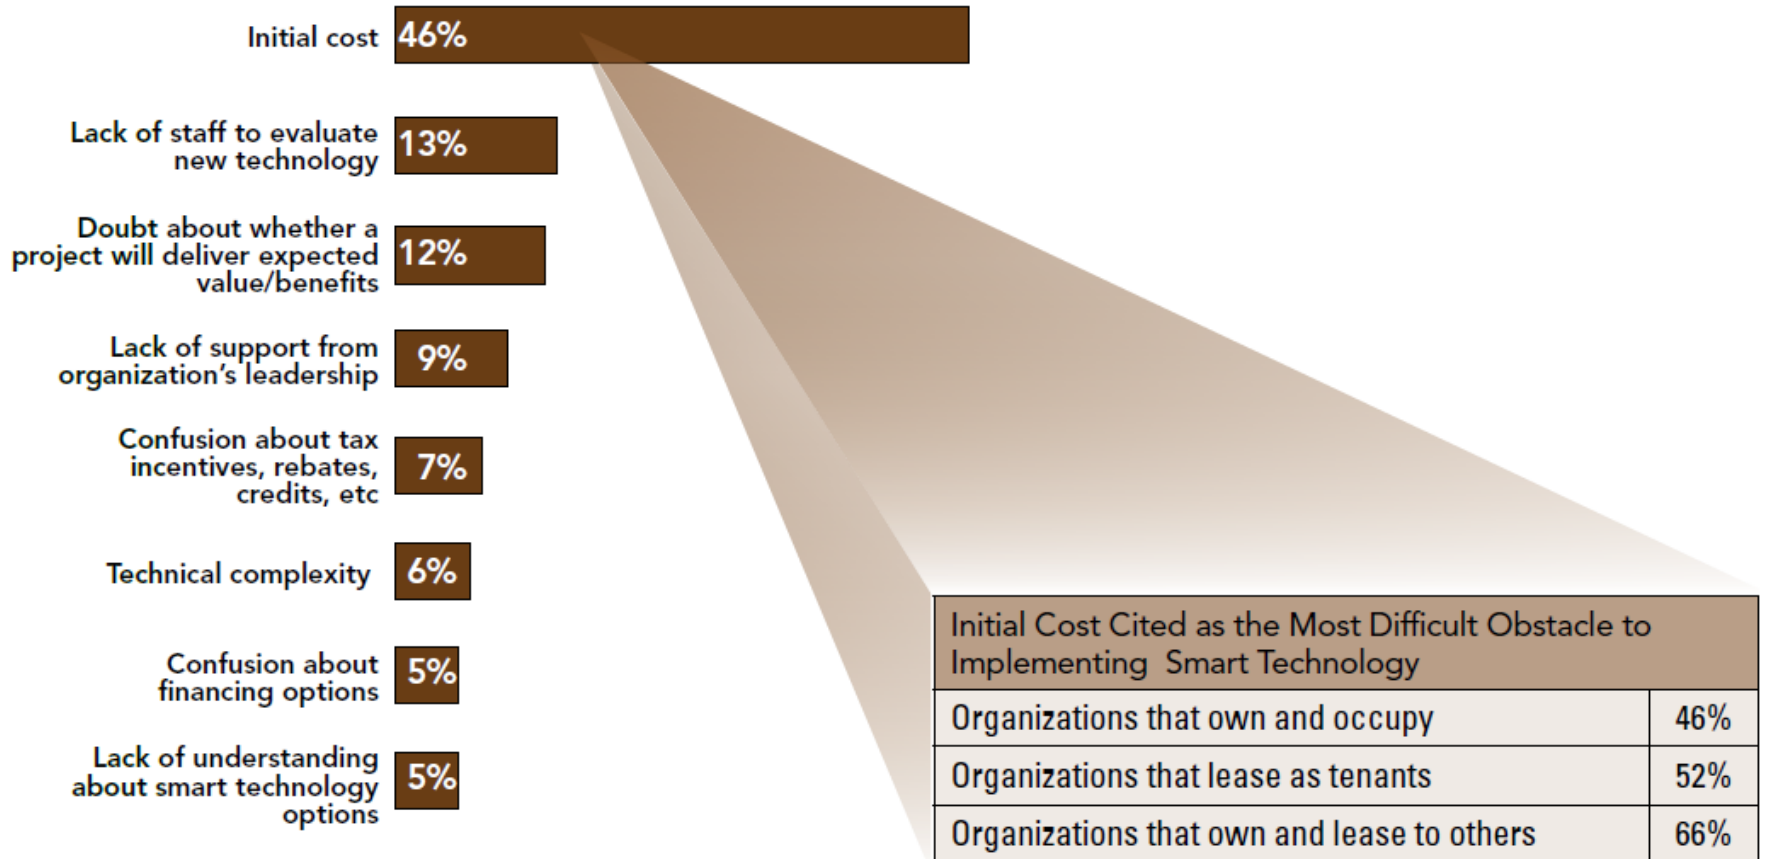 Initial cost 46%
Lack of staff to evaluate
new technology 13%
Doubt about whether a
project will deliver expected
value/benefits 12%
Lack of support from
organization's leadership 9%
Confusion about tax
incentives, rebates,
credits, etc 7%
Technical complexity 6%
Confusion about
financing options 5%
Lack of understanding
about smart technology
options 5%
Initial Cost Cited as the Most Difficult Obstacle to
Implementing Smart Technology
Organizations that own and occupy 46%
Organizations that lease as tenants 52%
Organizations that own and lease to others 66%